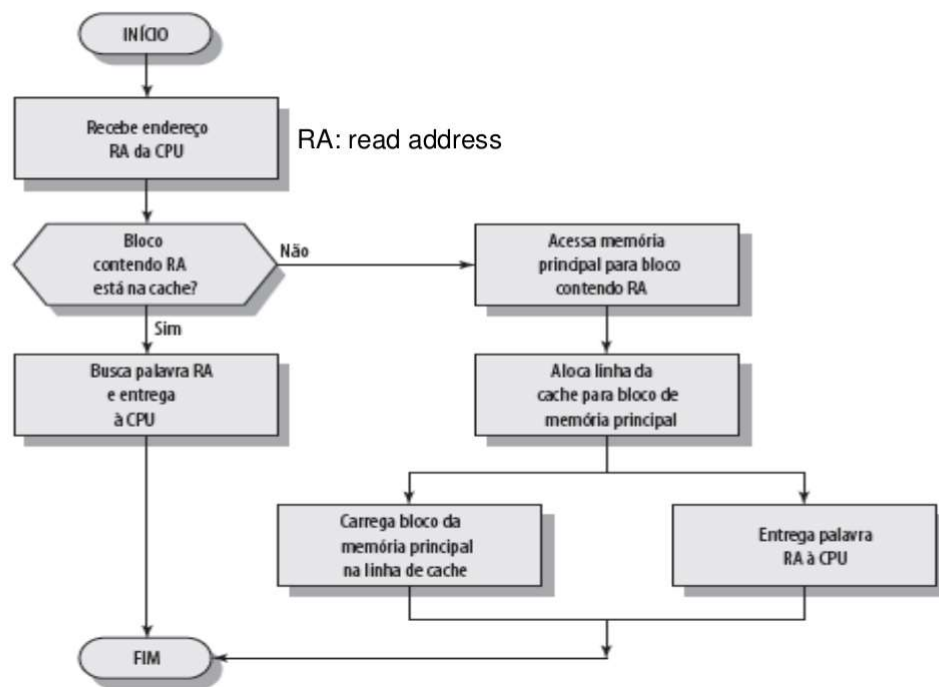 INÍCIO
Recebe endereço
RA da CPU
RA: read address
Bloco
contendo RA
está na cache?
Não
Acessa memória
principal para bloco
contendo RA
Sim
Busca palavra RA
e entrega
à CPU
Aloca linha da
cache para bloco de
memória principal
Carrega bloco da
memória principal
na linha de cache
Entrega palavra
RA à CPU
FIM